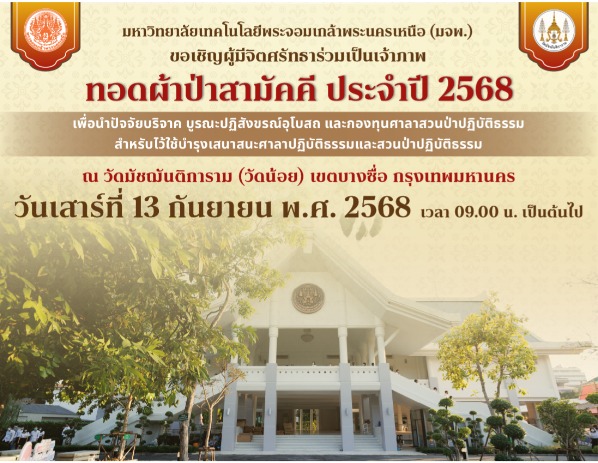 มหาวิทยาลัยเทคโนโลยีพระจอมเกล้าพระนครเหนือ (มจพ.)
ขอเชิญผู้มีจิตศรัทธาร่วมเป็นเจ้าภาพ
ทอดผ้าป่าสามัคคี ประจำปี 2568
เพื่อนำปัจจัยบริจาค บูรณะปฏิสังขรณ์อุโบสถ และกองทุนศาลาสวนป่าปฏิบัติธรรม
สำหรับไว้ใช้บำรุงเสนาสนะศาลาปฏิบัติธรรมและสวนป่าปฏิบัติธรรม
ณ วัดมัชฌันติการาม (วัดน้อย) เขตบางซื่อ กรุงเทพมหานคร
วันเสาร์ที่ 13 กันยายน พ.ศ. 2568 เวลา 09.00 น. เป็นต้นไป